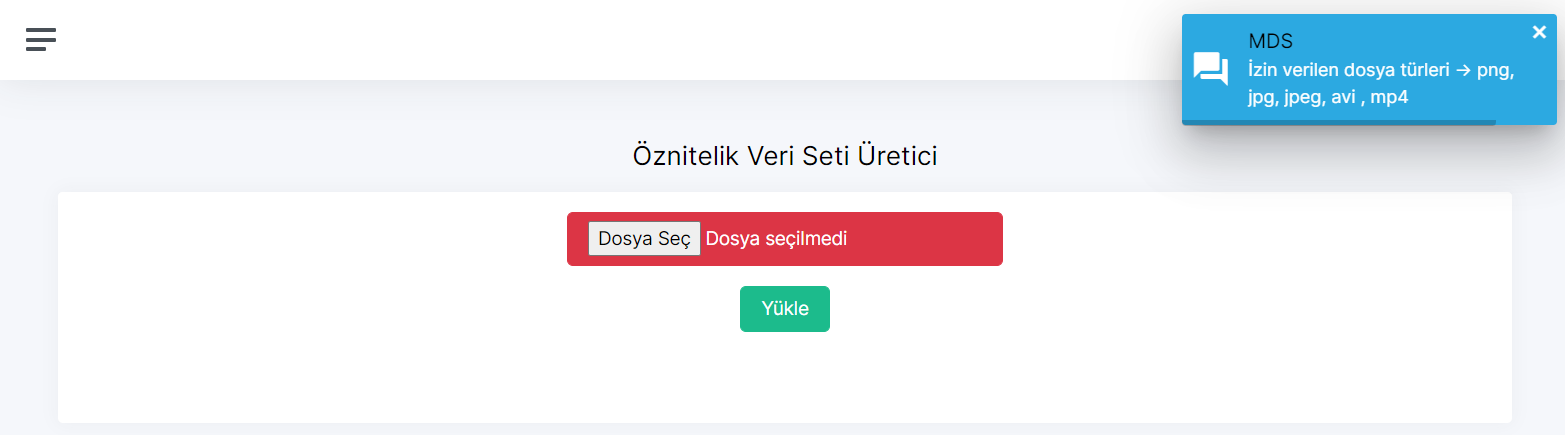 MDS
İzin verilen dosya türleri → png,
jpg, jpeg, avi , mp4
Öznitelik Veri Seti Üretici
Dosya Seç Dosya seçilmedi
Yükle